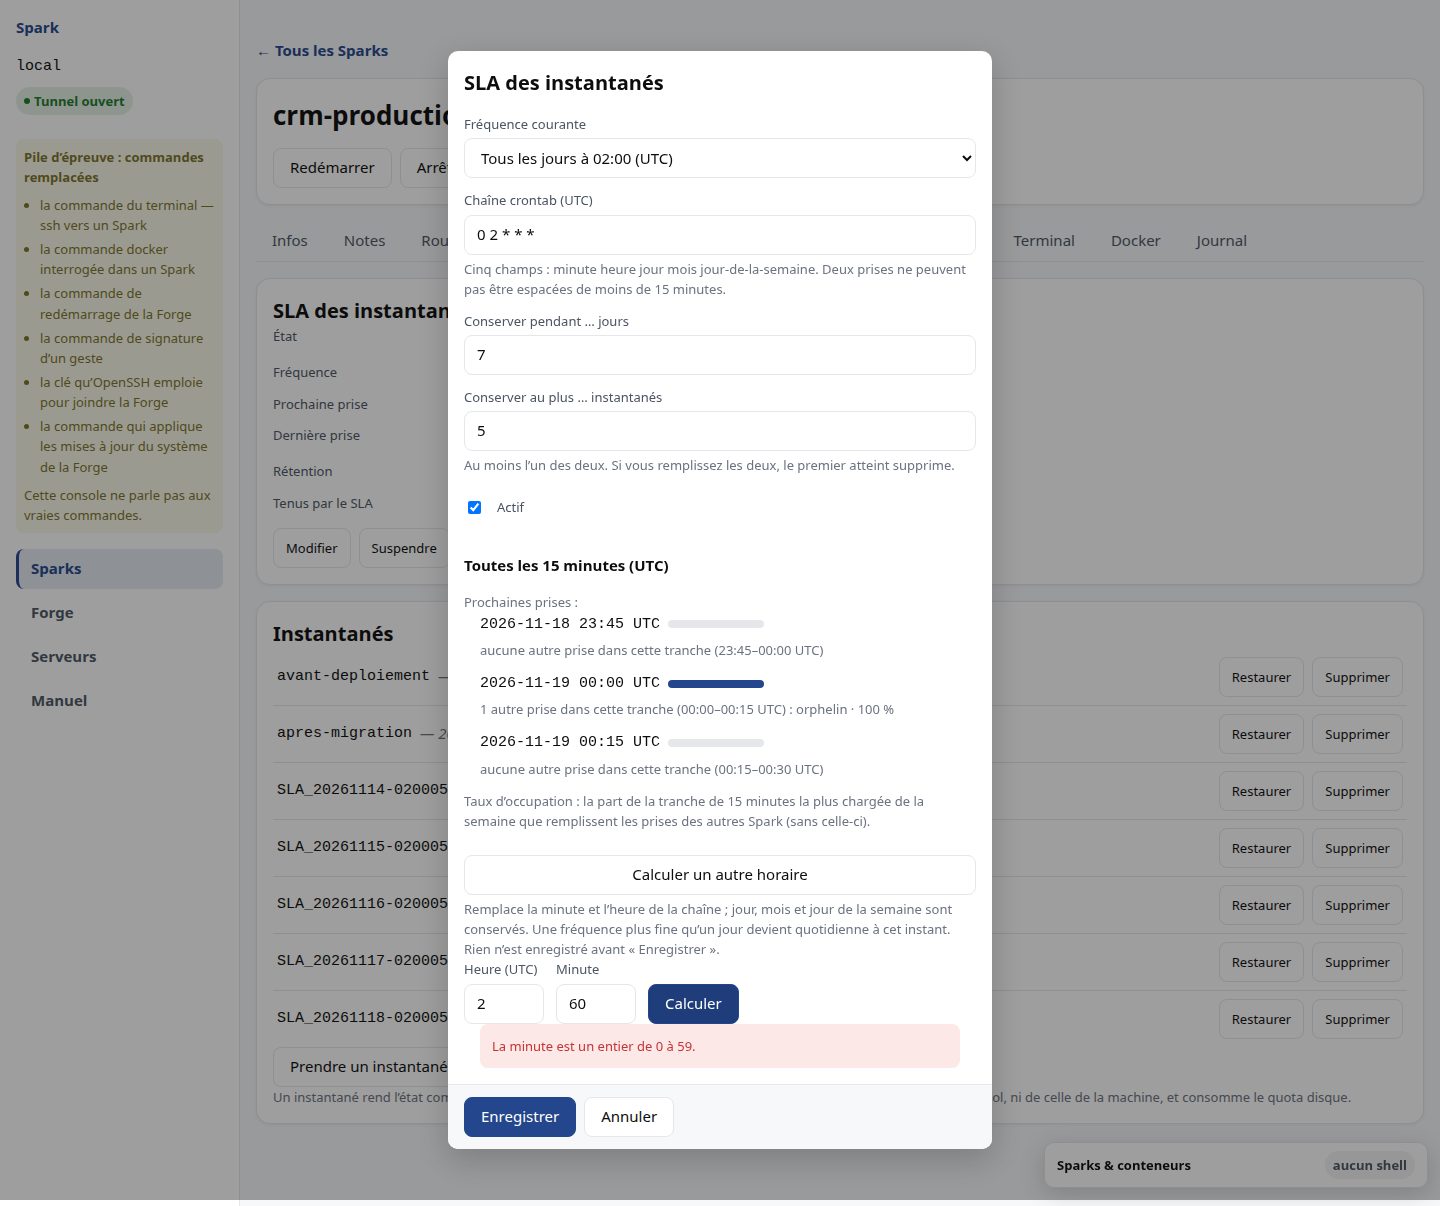 Spark
local
Tunnel ouvert
Pile d’épreuve : commandes
remplacées
la commande du terminal —
ssh vers un Spark
la commande docker
interrogée dans un Spark
la commande de
redémarrage de la Forge
la commande de signature
d’un geste
la clé qu’OpenSSH emploie
pour joindre la Forge
la commande qui applique
les mises à jour du système
de la Forge
Cette console ne parle pas aux
vraies commandes.
Sparks
Forge
Serveurs
Manuel
← Tous les Sparks
crm-productio
Redémarrer
Arrê
Infos
Notes
Rou
Terminal
Docker
Journal
SLA des instantan
État
Fréquence
Prochaine prise
Dernière prise
Rétention
Tenus par le SLA
Modifier
Suspendre
Instantanés
avant-deploiement —
Restaurer
Supprimer
apres-migration — 20
Restaurer
Supprimer
SLA_20261114-020005
Restaurer
Supprimer
SLA_20261115-020005
Restaurer
Supprimer
SLA_20261116-020005
Restaurer
Supprimer
SLA_20261117-020005
Restaurer
Supprimer
SLA_20261118-020005
Restaurer
Supprimer
Prendre un instantané
Un instantané rend l’état com
ol, ni de celle de la machine, et consomme le quota disque.
SLA des instantanés
Fréquence courante
Tous les jours à 02:00 (UTC)
Chaîne crontab (UTC)
0 2 * * *
Cinq champs : minute heure jour mois jour-de-la-semaine. Deux prises ne peuvent
pas être espacées de moins de 15 minutes.
Conserver pendant … jours
7
Conserver au plus … instantanés
5
Au moins l’un des deux. Si vous remplissez les deux, le premier atteint supprime.
Actif
Toutes les 15 minutes (UTC)
Prochaines prises :
2026-11-18 23:45 UTC
aucune autre prise dans cette tranche (23:45–00:00 UTC)
2026-11-19 00:00 UTC
1 autre prise dans cette tranche (00:00–00:15 UTC) : orphelin · 100 %
2026-11-19 00:15 UTC
aucune autre prise dans cette tranche (00:15–00:30 UTC)
Taux d’occupation : la part de la tranche de 15 minutes la plus chargée de la
semaine que remplissent les prises des autres Spark (sans celle-ci).
Calculer un autre horaire
Remplace la minute et l’heure de la chaîne ; jour, mois et jour de la semaine sont
conservés. Une fréquence plus fine qu’un jour devient quotidienne à cet instant.
Rien n’est enregistré avant « Enregistrer ».
Heure (UTC)
Minute
2
60
Calculer
La minute est un entier de 0 à 59.
Enregistrer
Annuler
Sparks & conteneurs
aucun shell